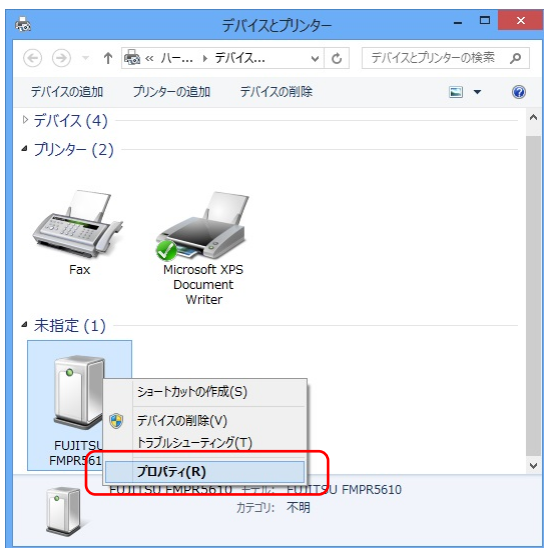 デバイスとプリンター
« ハー... ▸ デバイス...
デバイスとプリンターの検索
デバイスの追加 プリンターの追加 デバイスの削除
デバイス (4)
プリンター (2)
Fax
Microsoft XPS
Document
Writer
未指定 (1)
ショートカットの作成(S)
デバイスの削除(V)
トラブルシューティング(T)
プロパティ(R)
FUJITSU
FMPR561
FUJITSU FMPR5610 モデル: FUJITSU FMPR5610
カテゴリ: 不明